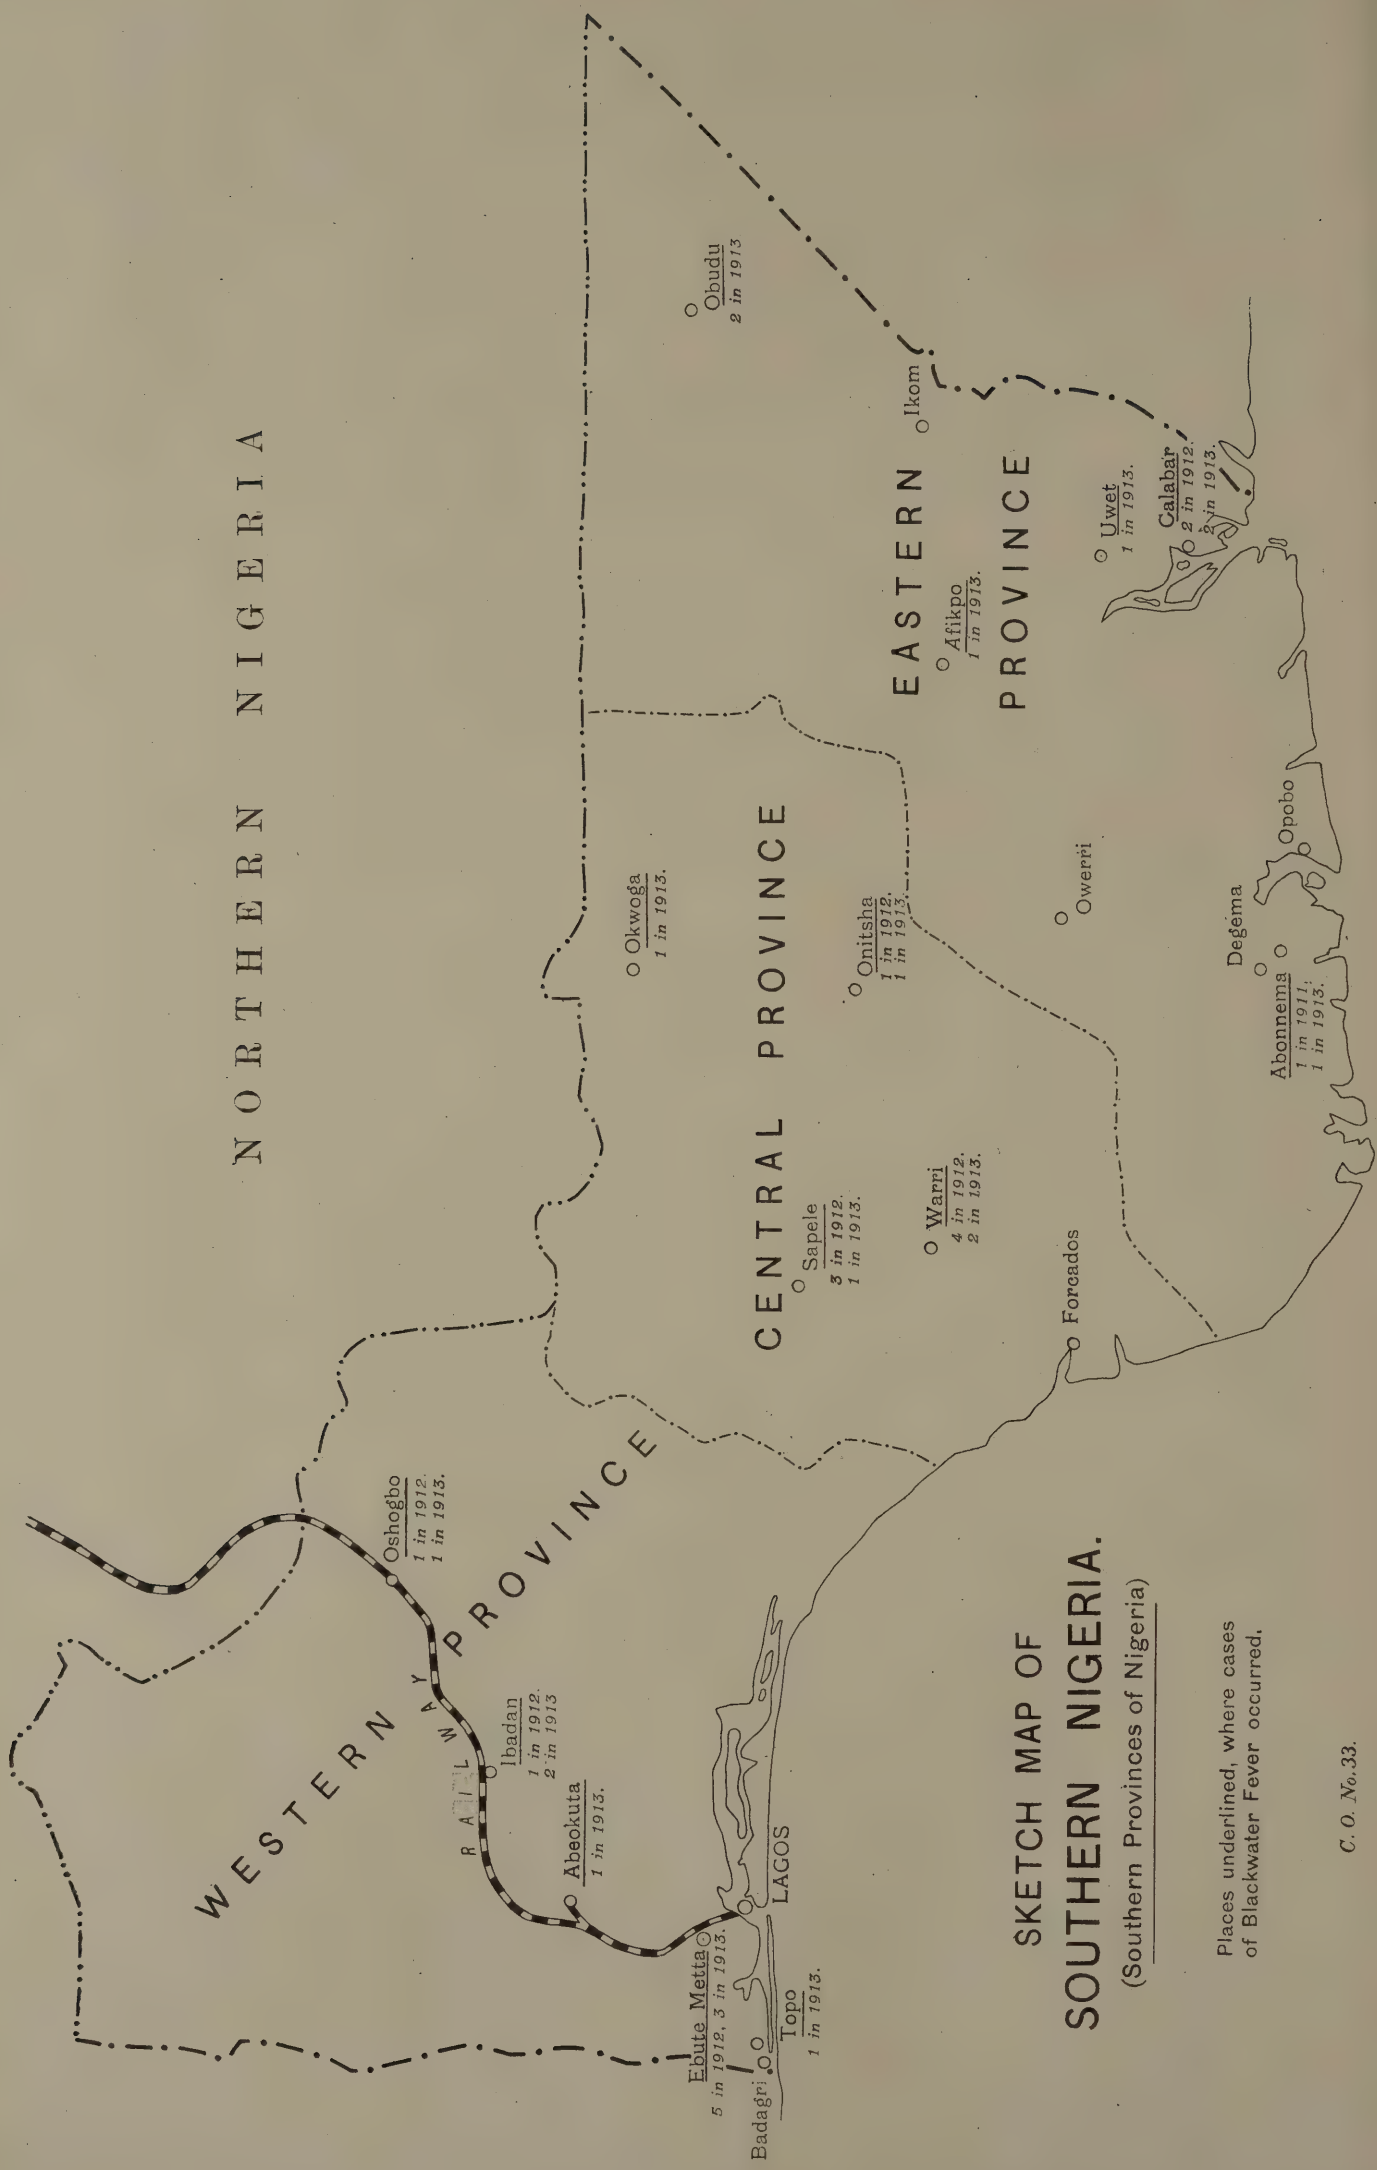 NORTHERN NIGERIA
WESTERN PROVINCE
RAILWAY
Oshogbo
1 in 1912.
1 in 1913.
Ibadan
1 in 1912.
2 in 1913
Abeokuta
1 in 1913.
Ebute Metta
5 in 1912, 3 in 1913.
LAGOS
Badagri
Topo
1 in 1913.
CENTRAL PROVINCE
Okwoga
1 in 1913.
Onitsha
1 in 1912.
1 in 1913.
Sapele
3 in 1912.
1 in 1913.
Warri
4 in 1912.
2 in 1913.
Forcados
EASTERN
PROVINCE
Obudu
2 in 1913
Ikom
Afikpo
1 in 1913.
Uwet
1 in 1913.
Calabar
2 in 1912.
2 in 1913.
Owerri
Opobo
Degema
Abonnema
1 in 1911.
1 in 1913.
SKETCH MAP OF
SOUTHERN NIGERIA.
(Southern Provinces of Nigeria)
Places underlined, where cases
of Blackwater Fever occurred.
C. O. No. 33.